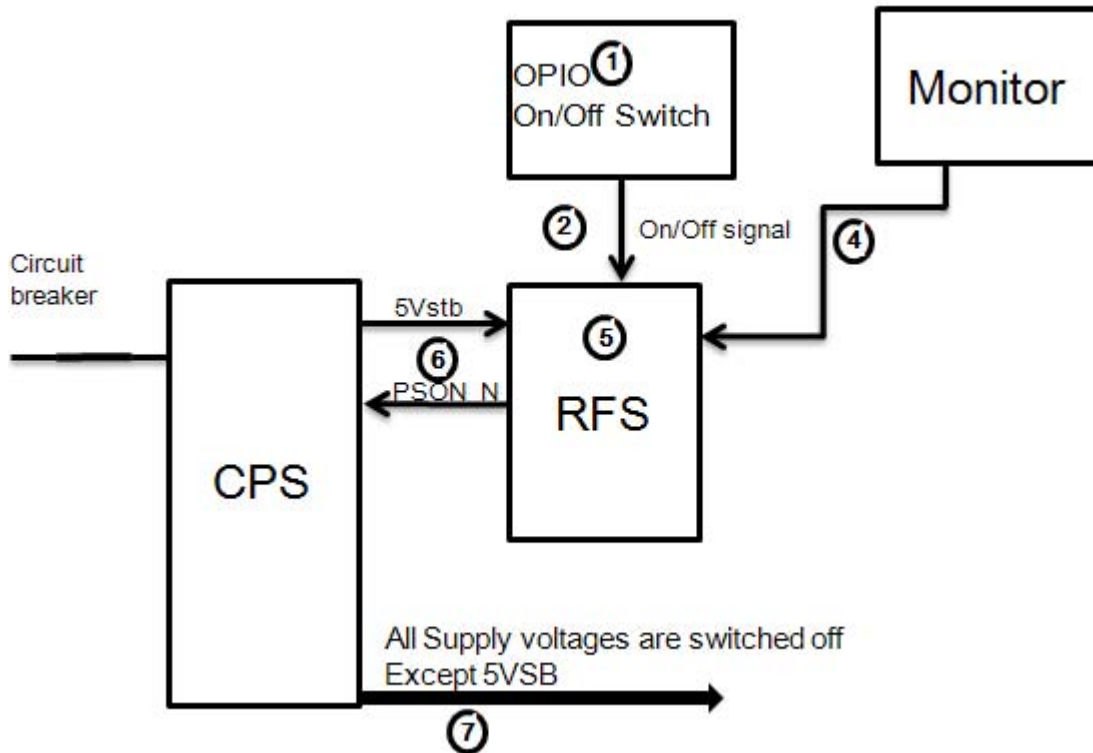 OPIO
①
On/Off Switch
Monitor
②
On/Off signal
④
Circuit
breaker
5Vstb
⑥
PSON_N
⑤
RFS
CPS
All Supply voltages are switched off
Except 5VSB
⑦